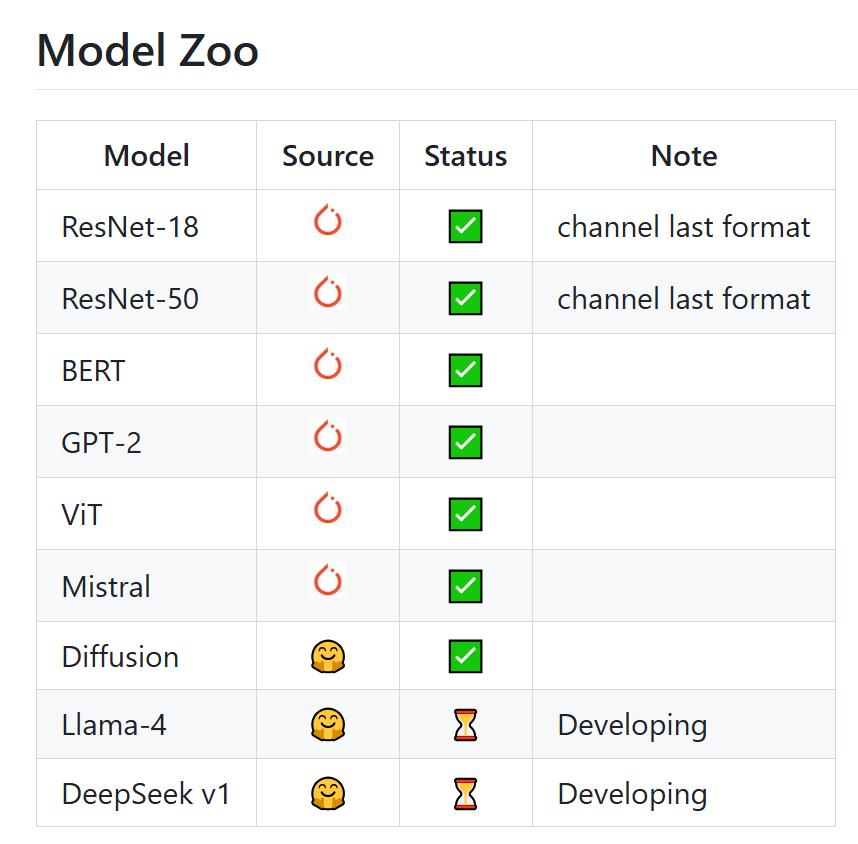 Model Zoo
Model Source Status Note
ResNet-18 channel last format
ResNet-50 channel last format
BERT
GPT-2
ViT
Mistral
Diffusion
Llama-4 Developing
DeepSeek v1 Developing